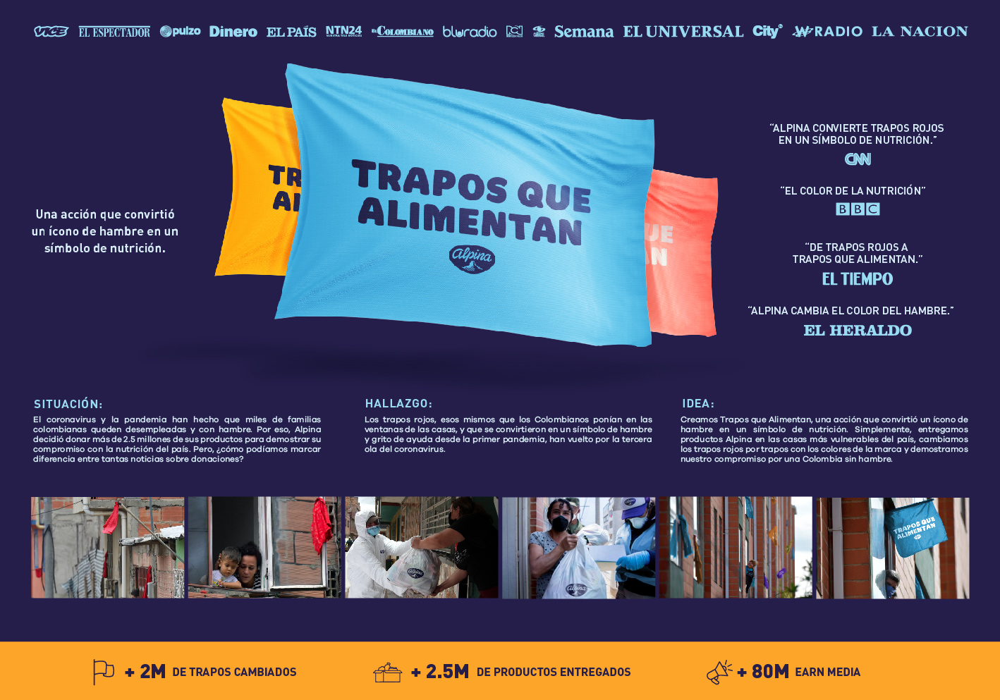 VICE EL ESPECTADOR pulzo Dinero EL PAÍS NTN24 EL COLOMBIANO bluradio RCN CARACOL Semana EL UNIVERSAL City W RADIO LA NACION
TRAPOS QUE
ALIMENTAN
Alpina
TR
AI
UE
N
Una acción que convirtió
un ícono de hambre en un
símbolo de nutrición.
“ALPINA CONVIERTE TRAPOS ROJOS
EN UN SÍMBOLO DE NUTRICIÓN.”
CNN
“EL COLOR DE LA NUTRICIÓN”
BBC
“DE TRAPOS ROJOS A
TRAPOS QUE ALIMENTAN.”
EL TIEMPO
“ALPINA CAMBIA EL COLOR DEL HAMBRE.”
EL HERALDO
SITUACIÓN:
El coronavirus y la pandemia han hecho que miles de familias
colombianas queden desempleadas y con hambre. Por eso, Alpina
decidió donar más de 2.5 millones de sus productos para demostrar su
compromiso con la nutrición del país. Pero, ¿cómo podíamos marcar
diferencia entre tantas noticias sobre donaciones?
HALLAZGO:
Los trapos rojos, esos mismos que los Colombianos ponían en las
ventanas de las casas, y que se convirtieron en un símbolo de hambre
y grito de ayuda desde la primer pandemia, han vuelto por la tercera
ola del coronavirus.
IDEA:
Creamos Trapos que Alimentan, una acción que convirtió un ícono de
hambre en un símbolo de nutrición. Simplemente, entregamos
productos Alpina en las casas más vulnerables del país, cambiamos
los trapos rojos por trapos con los colores de la marca y demostramos
nuestro compromiso por una Colombia sin hambre.
Alpina
Alpina
TRAPOS QUE
ALIMENTAN
+ 2M DE TRAPOS CAMBIADOS
+ 2.5M DE PRODUCTOS ENTREGADOS
+ 80M EARN MEDIA